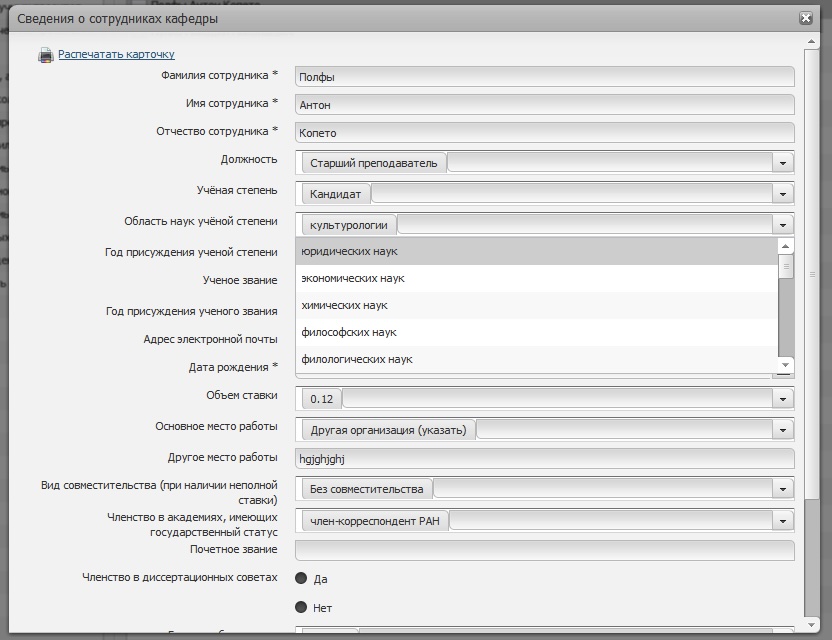 Сведения о сотрудниках кафедры
Распечатать карточку
Фамилия сотрудника * Полфы
Имя сотрудника * Антон
Отчество сотрудника * Копето
Должность Старший преподаватель
Учёная степень Кандидат
Область наук учёной степени культурологии
Год присуждения ученой степени юридических наук
Ученое звание экономических наук
Год присуждения ученого звания химических наук
Адрес электронной почты философских наук
Дата рождения * филологических наук
Объем ставки 0.12
Основное место работы Другая организация (указать)
Другое место работы hgjghjghj
Вид совместительства (при наличии неполной
ставки) Без совместительства
Членство в академиях, имеющих
государственный статус член-корреспондент РАН
Почетное звание
Членство в диссертационных советах Да
Нет